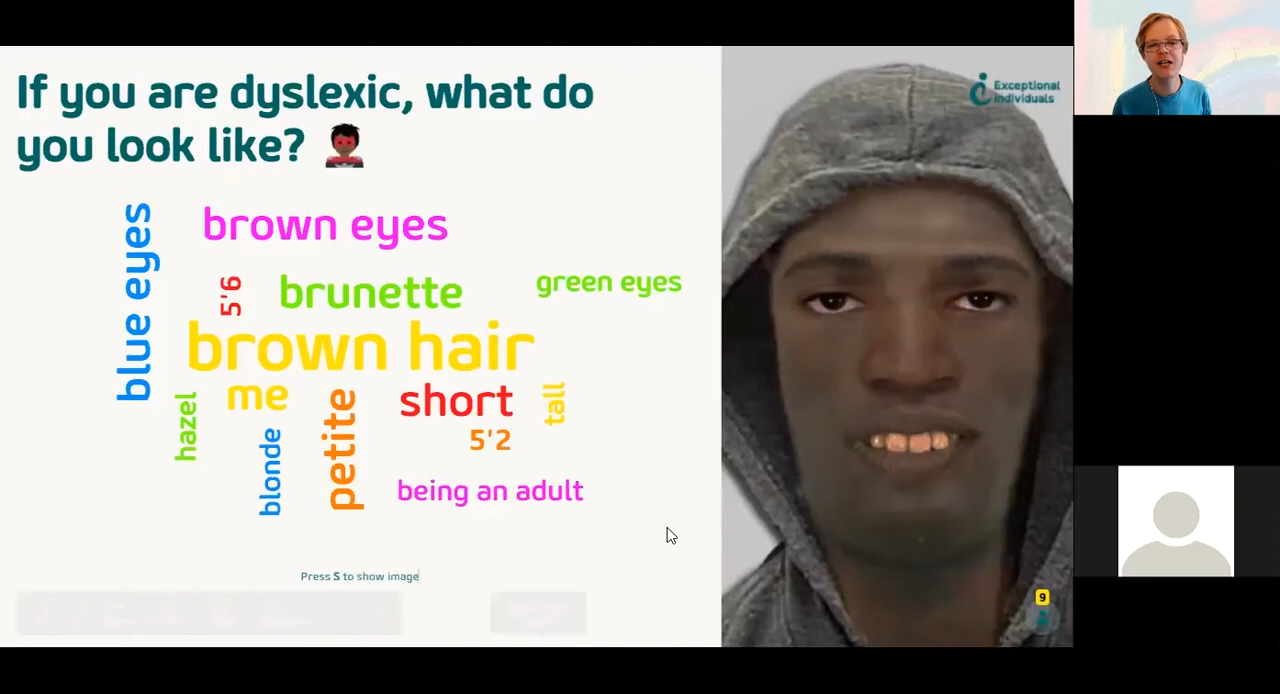 If you are dyslexic, what do
you look like?
Exceptional
Individuals
blue eyes
brown eyes
5'6
brunette
green eyes
brown hair
hazel
me
petite
short
tall
blonde
5'2
being an adult
Press S to show image
9